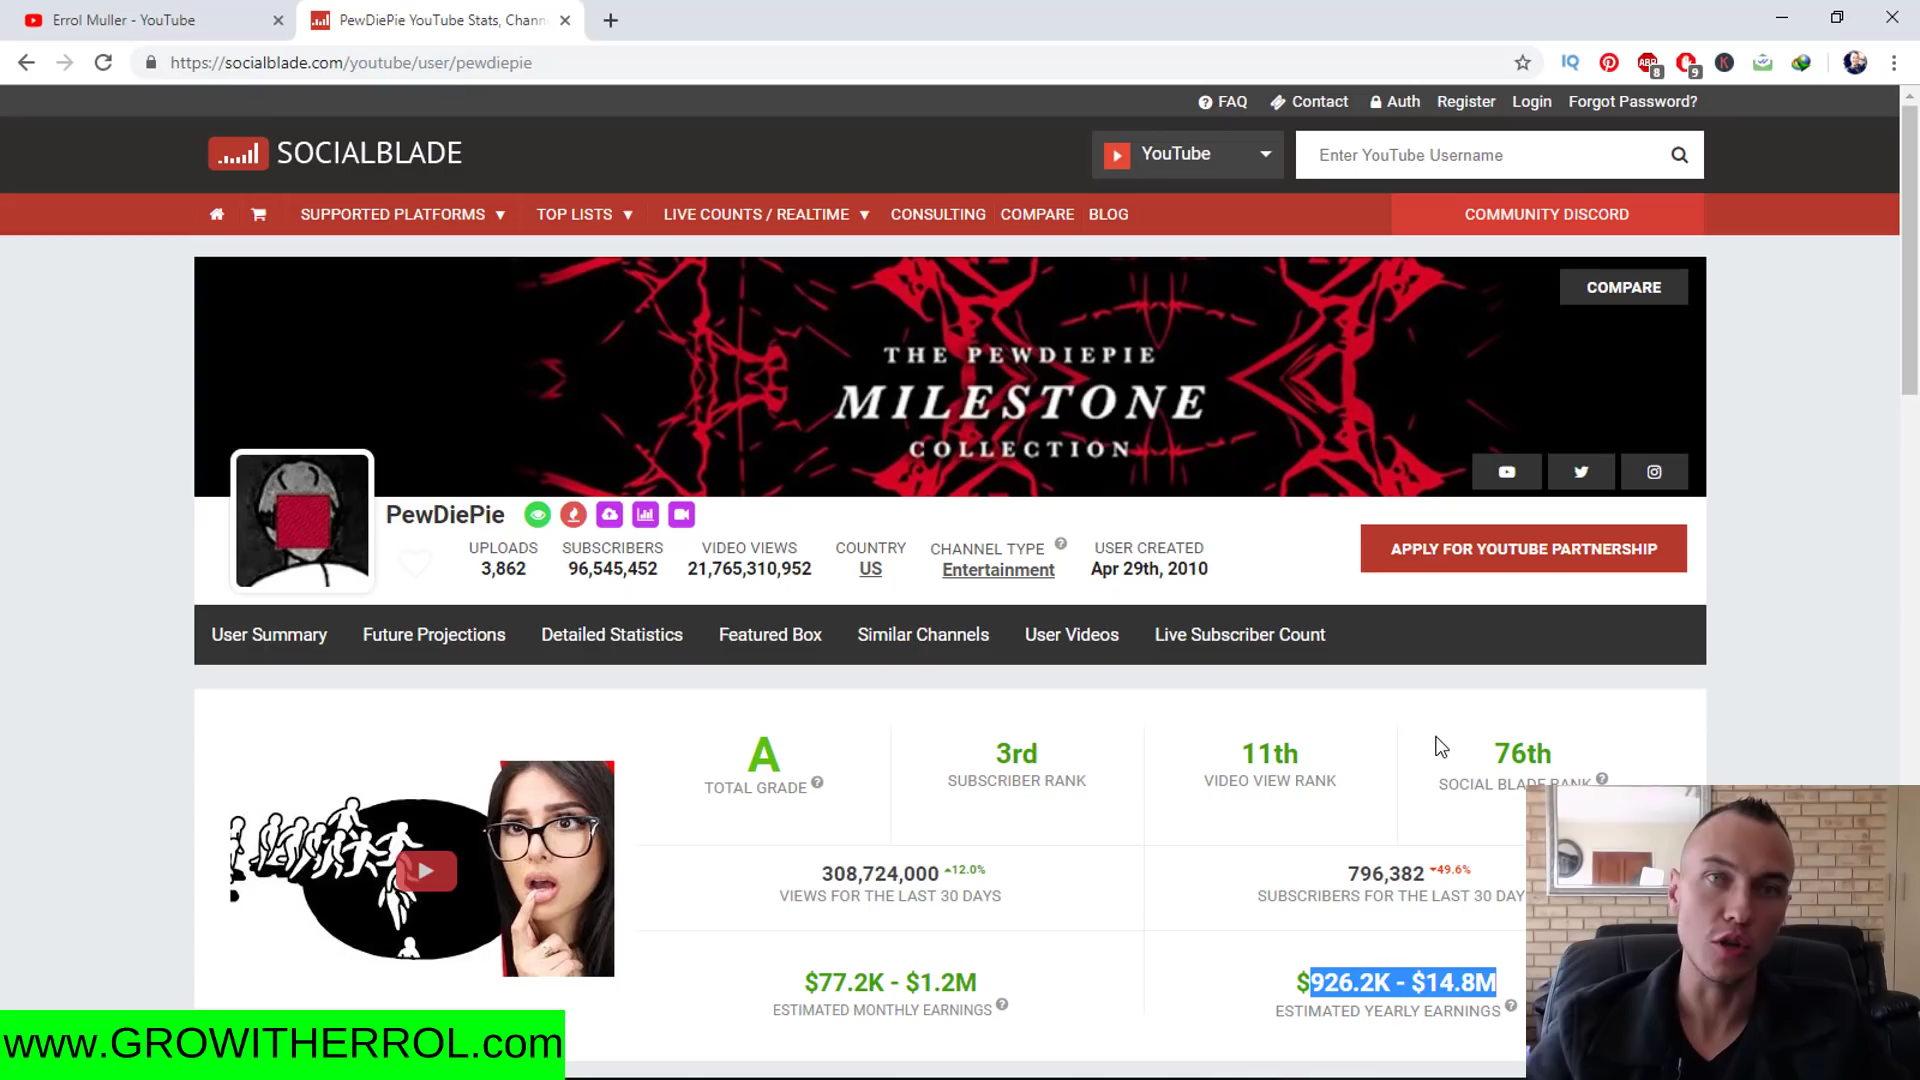 Errol Muller - YouTube
PewDiePie YouTube Stats, Chann
https://socialblade.com/youtube/user/pewdiepie
IQ
ABP
8
9
K
FAQ
Contact
Auth
Register
Login
Forgot Password?
SOCIALBLADE
YouTube
Enter YouTube Username
SUPPORTED PLATFORMS
TOP LISTS
LIVE COUNTS / REALTIME
CONSULTING
COMPARE
BLOG
COMMUNITY DISCORD
COMPARE
THE PEWDIEPIE
MILESTONE
COLLECTION
PewDiePie
UPLOADS
3,862
SUBSCRIBERS
96,545,452
VIDEO VIEWS
21,765,310,952
COUNTRY
US
CHANNEL TYPE
Entertainment
USER CREATED
Apr 29th, 2010
APPLY FOR YOUTUBE PARTNERSHIP
User Summary
Future Projections
Detailed Statistics
Featured Box
Similar Channels
User Videos
Live Subscriber Count
A
TOTAL GRADE
3rd
SUBSCRIBER RANK
11th
VIDEO VIEW RANK
76th
SOCIAL BLADE RANK
308,724,000 12.0%
VIEWS FOR THE LAST 30 DAYS
796,382 49.6%
SUBSCRIBERS FOR THE LAST 30 DAY
$77.2K - $1.2M
ESTIMATED MONTHLY EARNINGS
$926.2K - $14.8M
ESTIMATED YEARLY EARNINGS
www.GROWITHERROL.com